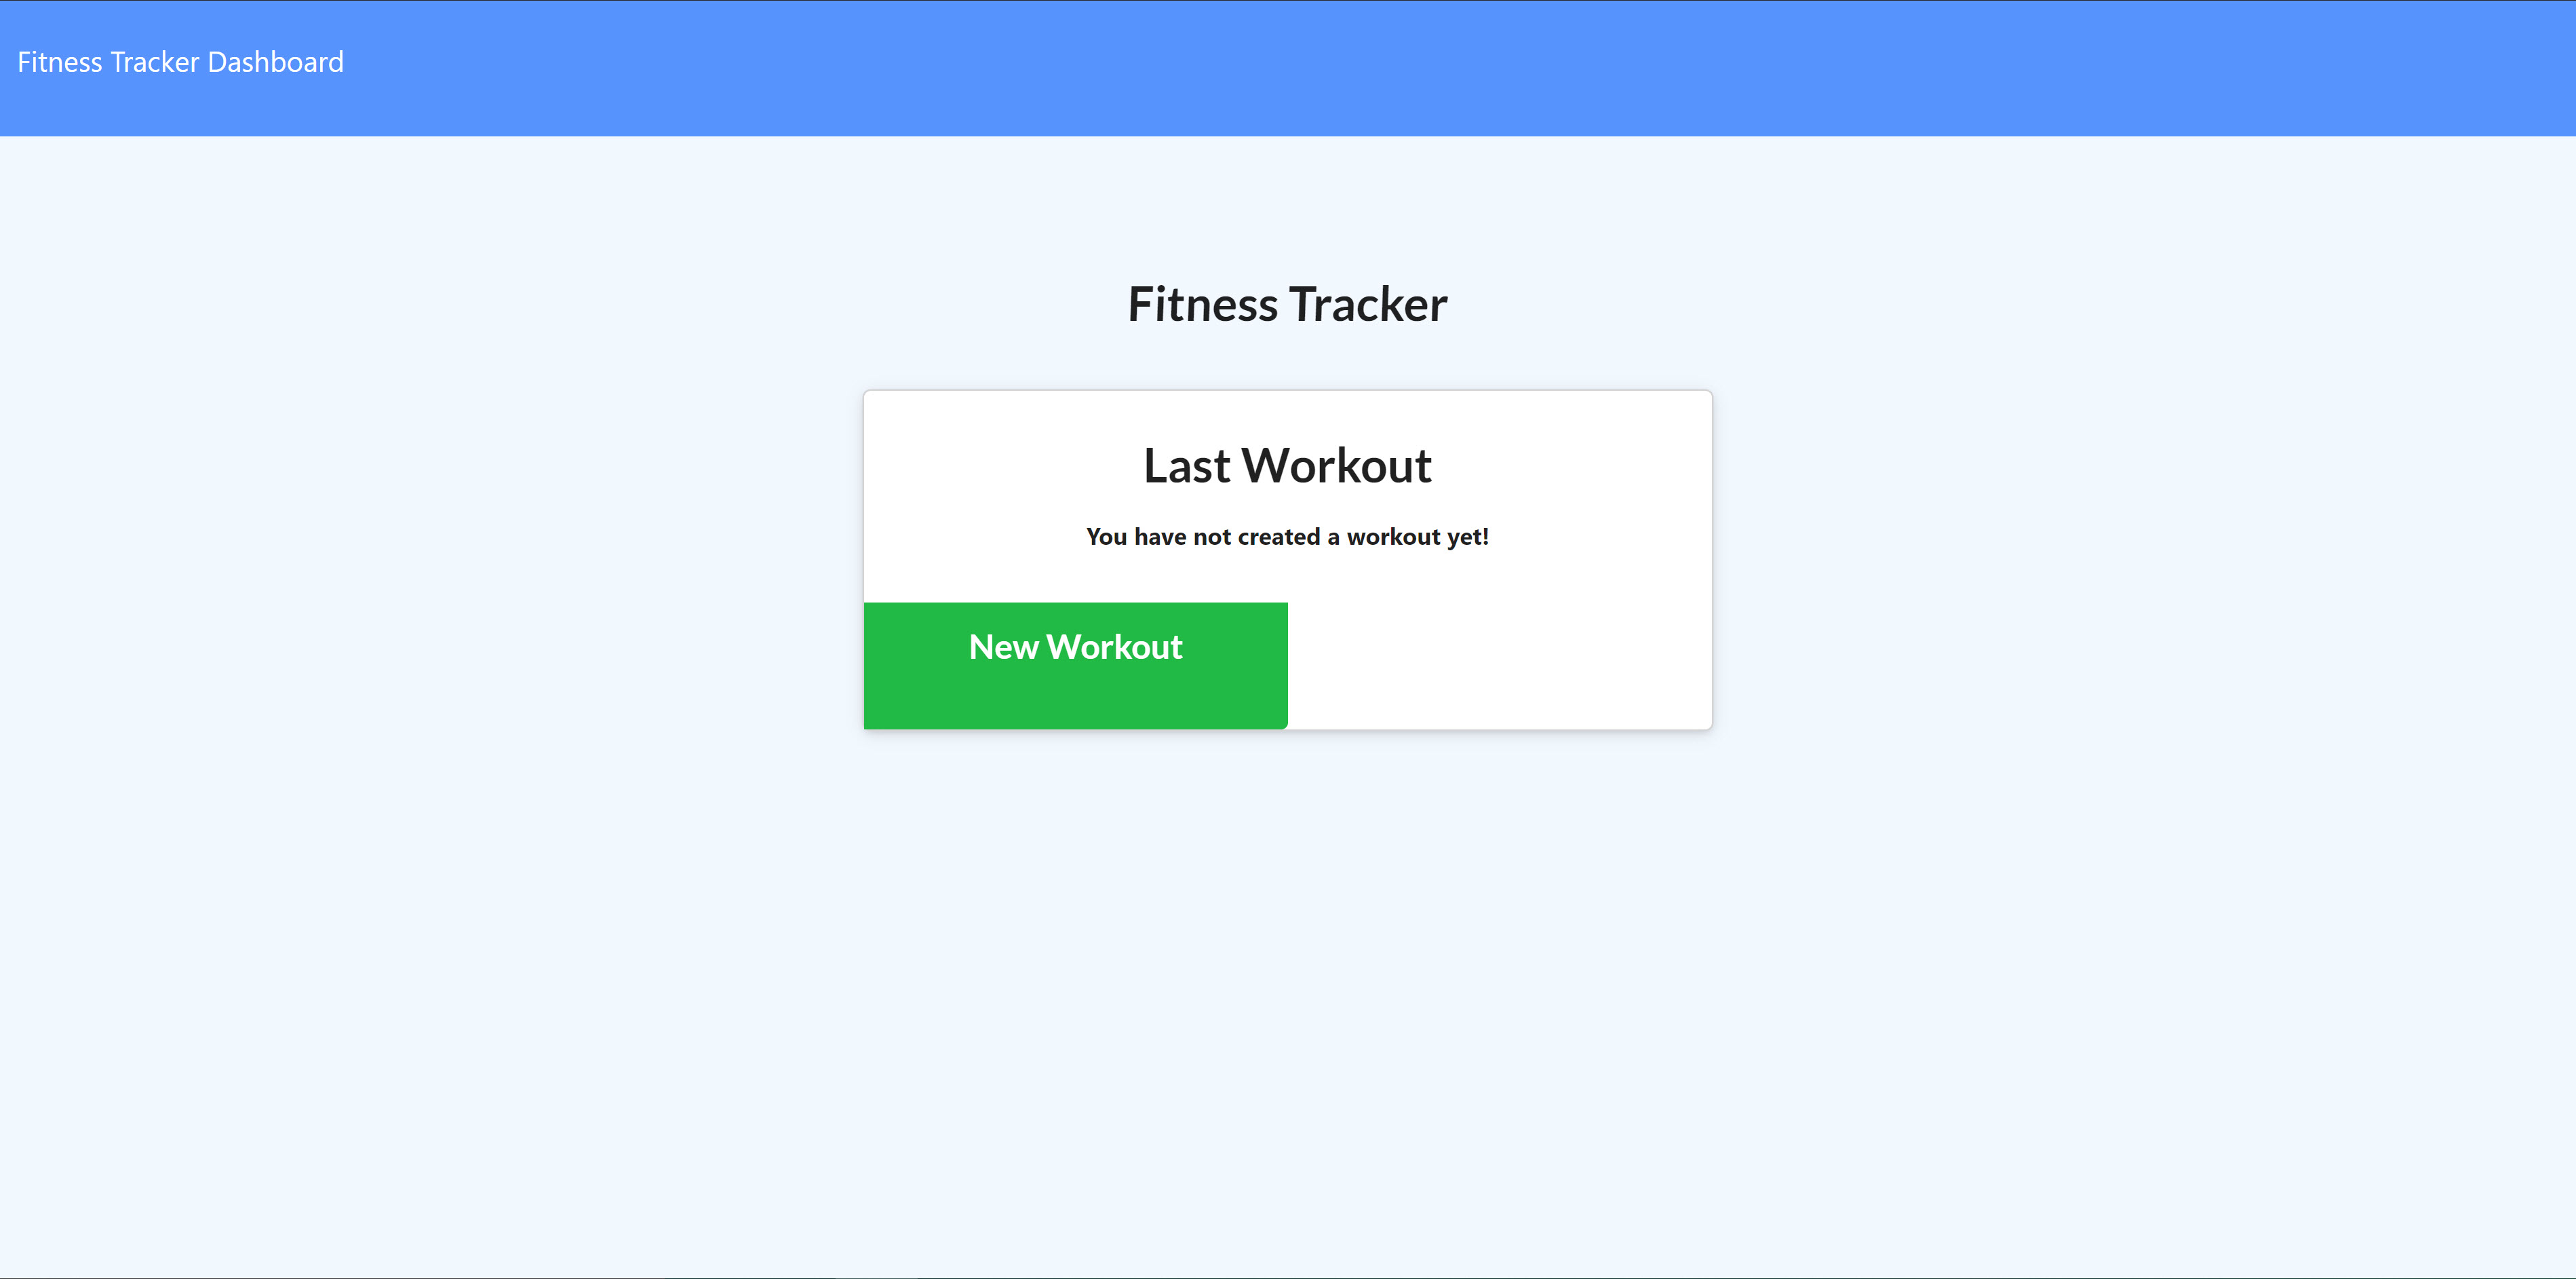 Fitness Tracker Dashboard
Fitness Tracker
Last Workout
You have not created a workout yet!
New Workout